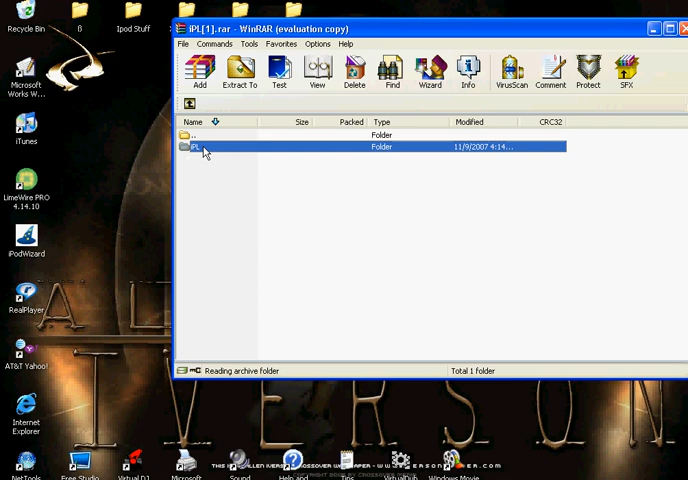 Recycle Bin
ß
Ipod Stuff
Microsoft
Works W...
iTunes
LimeWire PRO
4.14.10
iPodWizard
RealPlayer
AT&T Yahoo!
Internet
Explorer
NetTools
Free Studio
Virtual DJ
Microsoft
Sound
Help and
Tips
VirtualDub
Windows Movie
iPL[1].rar - WinRAR (evaluation copy)
File Commands Tools Favorites Options Help
Add Extract To Test View Delete Find Wizard Info VirusScan Comment Protect SFX
Name Size Packed Type Modified CRC32
.. Folder
iPL Folder 11/9/2007 4:14...
Reading archive folder Total 1 folder
IVERSON